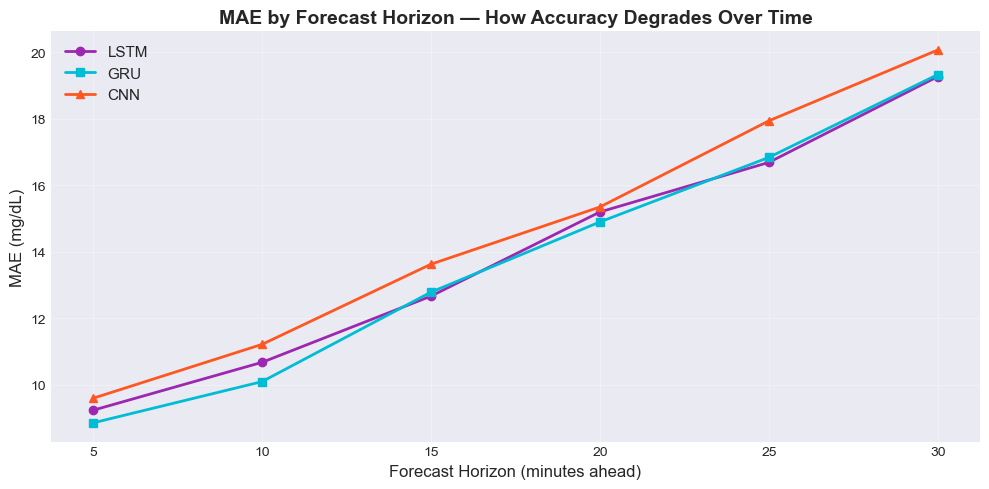 MAE by Forecast Horizon — How Accuracy Degrades Over Time
LSTM
GRU
CNN
MAE (mg/dL)
20
18
16
14
12
10
5 10 15 20 25 30
Forecast Horizon (minutes ahead)